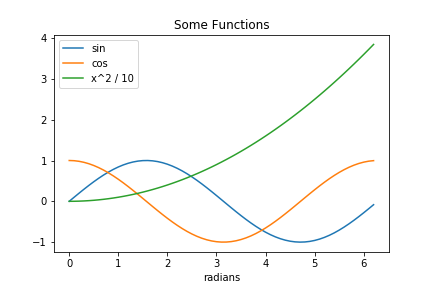 Some Functions
sin
cos
x^2 / 10
4
3
2
1
0
−1
0 1 2 3 4 5 6
radians